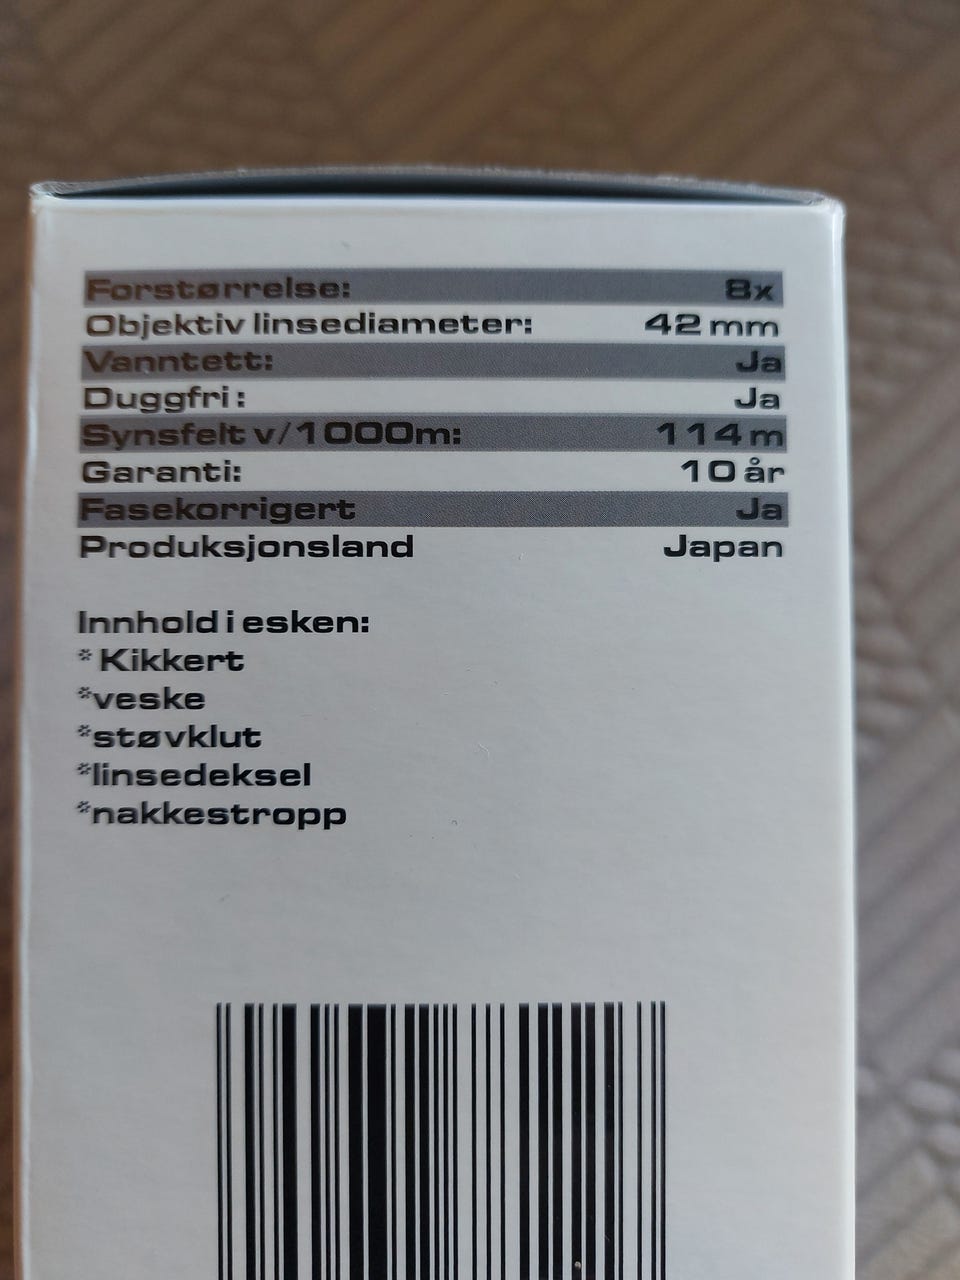 Forstørrelse: 8x
Objektiv linsediameter: 42 mm
Vanntett: Ja
Duggfri: Ja
Synsfelt v/1000m: 114 m
Garanti: 10 år
Fasekorrigert Ja
Produksjonsland Japan
Innhold i esken:
* Kikkert
*veske
*støvklut
*linsedeksel
*nakkestropp